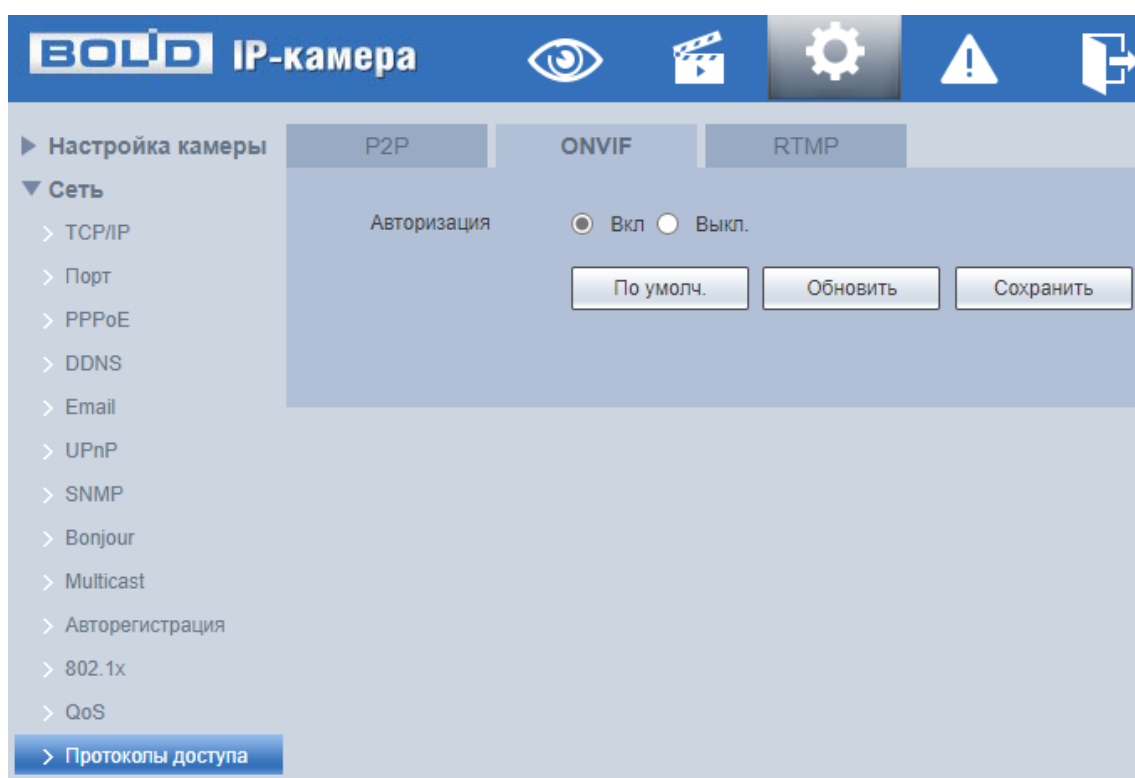 BOLID IP-камера
Настройка камеры
P2P
ONVIF
RTMP
Сеть
TCP/IP
Порт
PPPoE
DDNS
Email
UPnP
SNMP
Bonjour
Multicast
Авторегистрация
802.1x
QoS
Протоколы доступа
Авторизация
Вкл
Выкл.
По умолч.
Обновить
Сохранить